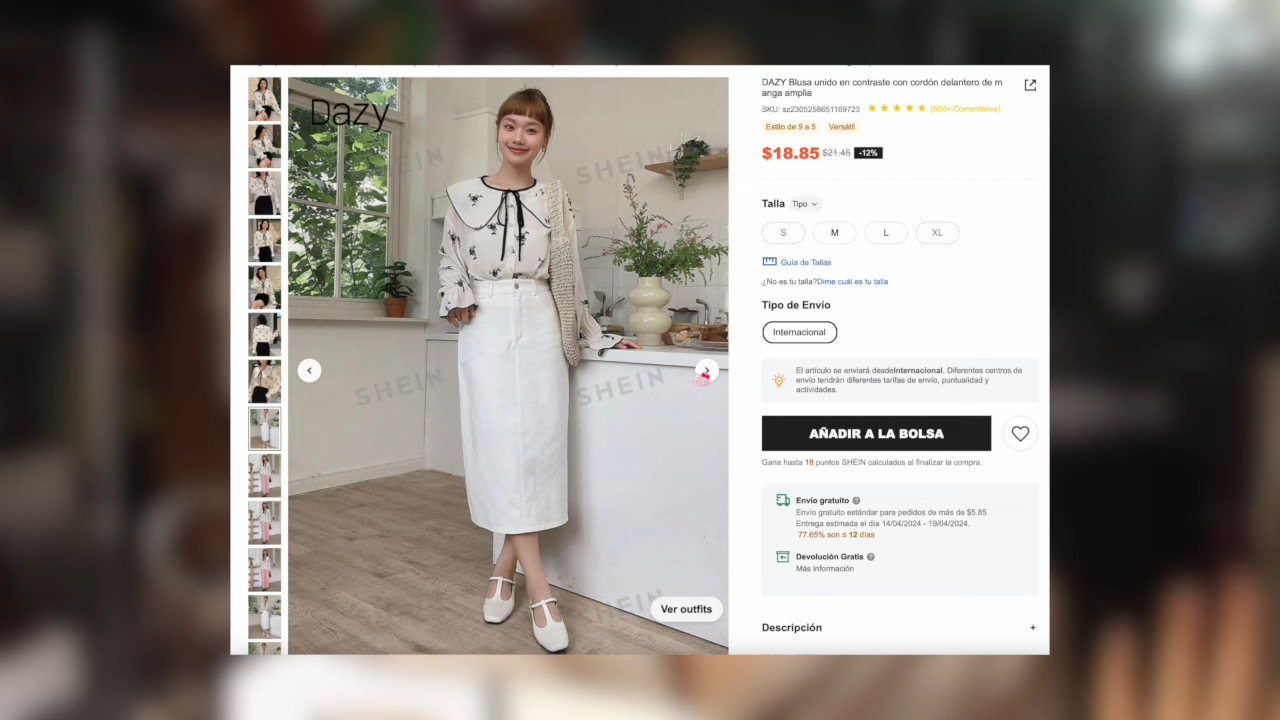 Dazy
SHEIN
SHEIN
SHEIN
SHEIN
SHEIN
Ver outfits
DAZY Blusa unido en contraste con cordón delantero de m
anga amplia
SKU: sz2305258651169723 (500+ Comentarios)
Estilo de 9 a 5 Versátil
$18.85 $21.45 -12%
Talla Tipo
S M L XL
Guía de Tallas
¿No es tu talla?Dime cuál es tu talla
Tipo de Envío
Internacional
El artículo se enviará desdeInternacional. Diferentes centros de
envío tendrán diferentes tarifas de envío, puntualidad y
actividades.
AÑADIR A LA BOLSA
Gana hasta 18 puntos SHEIN calculados al finalizar la compra.
Envío gratuito ?
Envío gratuito estándar para pedidos de más de $5.85
Entrega estimada el día 14/04/2024 - 19/04/2024.
77.65% son ≤ 12 días
Devolución Gratis ?
Más información
Descripción +